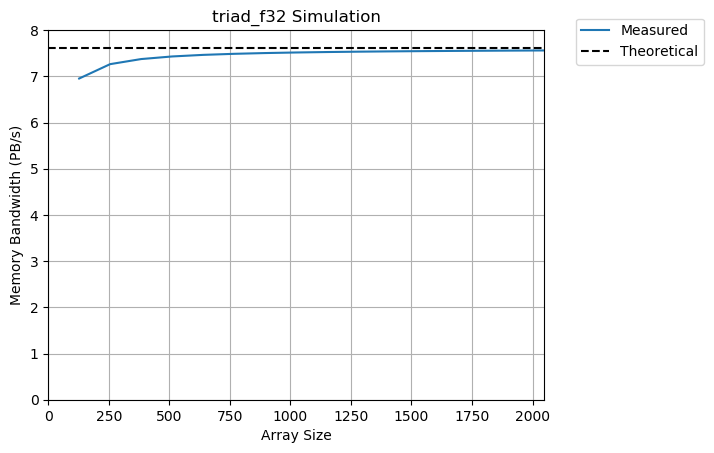 triad_f32 Simulation
Measured
Theoretical
8
7
6
5
4
3
2
1
0
Memory Bandwidth (PB/s)
0 250 500 750 1000 1250 1500 1750 2000
Array Size